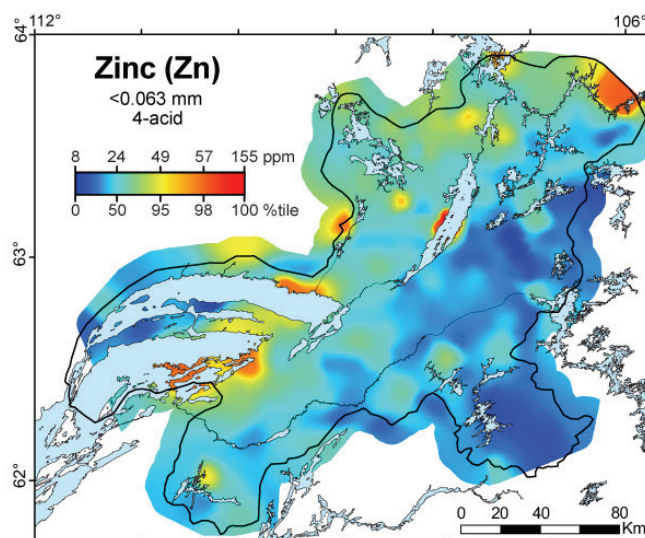 112° 106°
64°
Zinc (Zn)
<0.063 mm
4-acid
8 24 49 57 155 ppm
0 50 95 98 100 %tile
63°
62°
0 20 40 60 80
Km